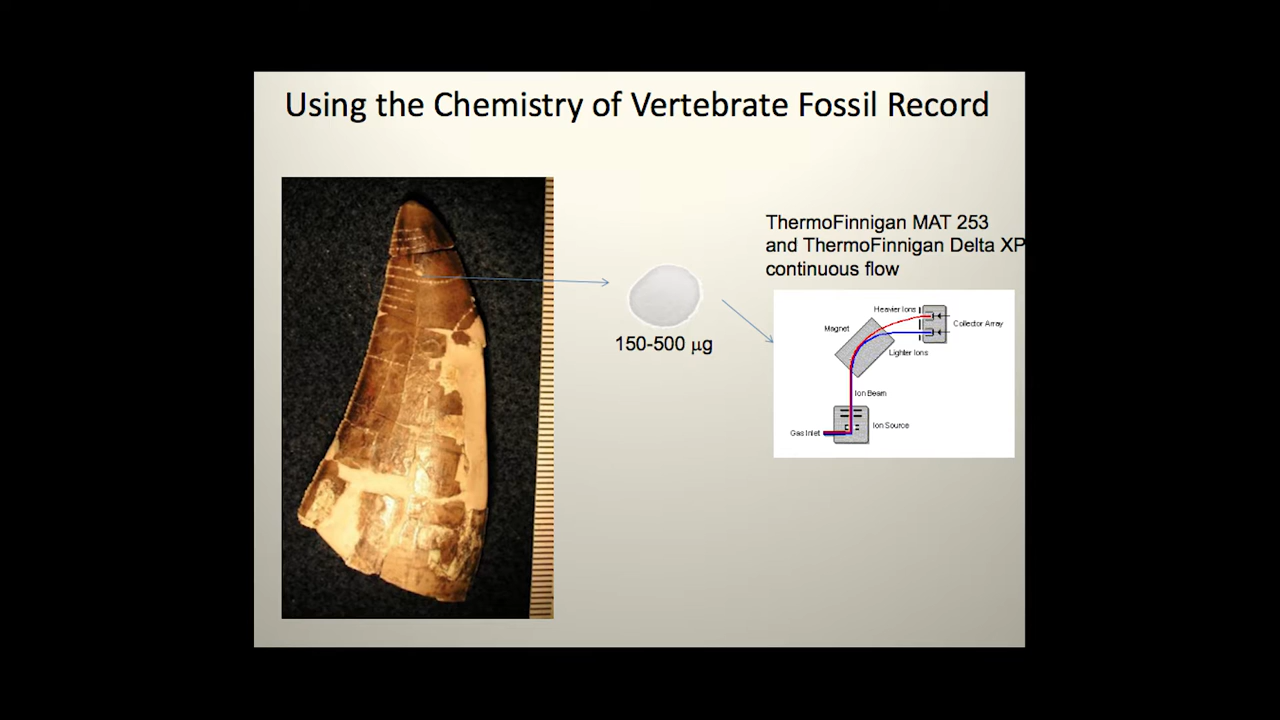 Using the Chemistry of Vertebrate Fossil Record
ThermoFinnigan MAT 253
and ThermoFinnigan Delta XP
continuous flow
150-500 μg
Heavier Ions
Collector Array
Magnet
Lighter Ions
Ion Beam
Ion Source
Gas Inlet